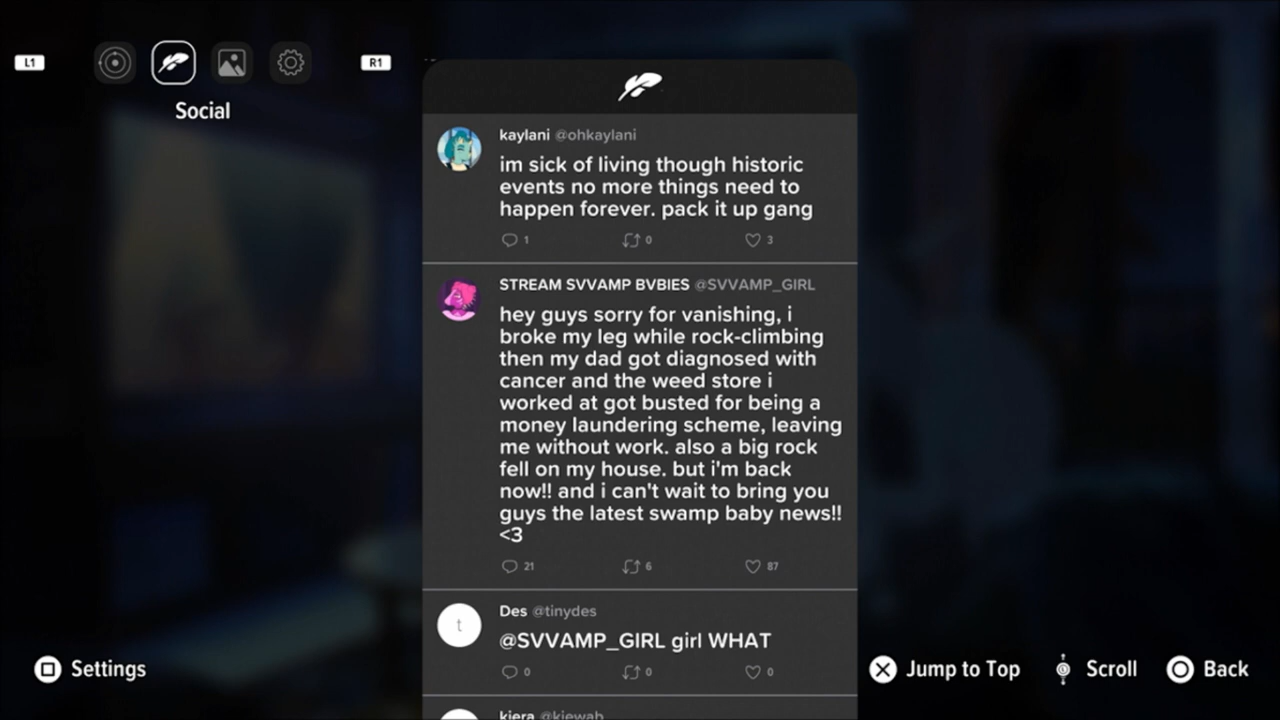 L1
R1
Social
kaylani @ohkaylani
im sick of living though historic
events no more things need to
happen forever. pack it up gang
1 0 3
STREAM SVVAMP BVBIES @SVVAMP_GIRL
hey guys sorry for vanishing, i
broke my leg while rock-climbing
then my dad got diagnosed with
cancer and the weed store i
worked at got busted for being a
money laundering scheme, leaving
me without work. also a big rock
fell on my house. but i'm back
now!! and i can't wait to bring you
guys the latest swamp baby news!!
<3
21 6 87
t
Des @tinydes
@SVVAMP_GIRL girl WHAT
0 0 0
kiera @kiewah
Settings
Jump to Top
Scroll
Back